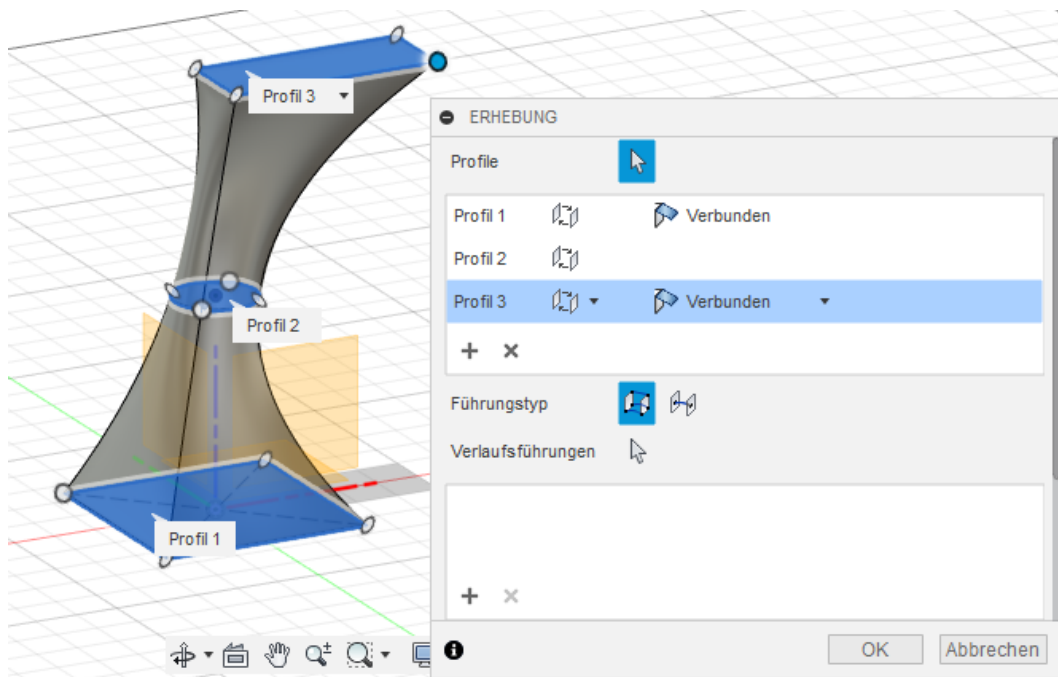 Profil 3
Profil 2
Profil 1
ERHEBUNG
Profile
Profil 1 Verbunden
Profil 2
Profil 3 Verbunden
Führungstyp
Verlaufsführungen
OK Abbrechen